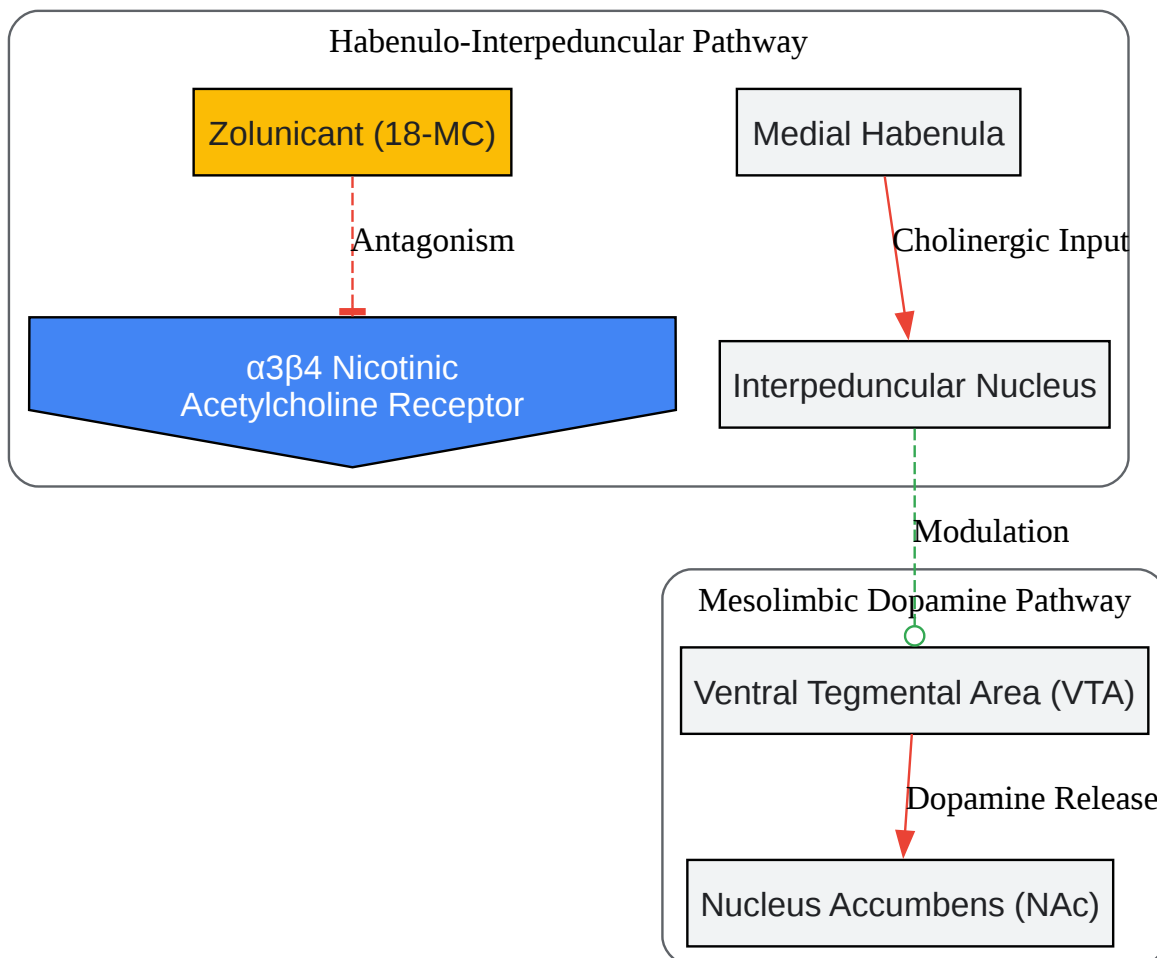 Habenulo-Interpeduncular Pathway
Zolunicant (18-MC)
Medial Habenula
Antagonism
Cholinergic Input
α3β4 Nicotinic
Acetylcholine Receptor
Interpeduncular Nucleus
Modulation
Mesolimbic Dopamine Pathway
Ventral Tegmental Area (VTA)
Dopamine Release
Nucleus Accumbens (NAc)